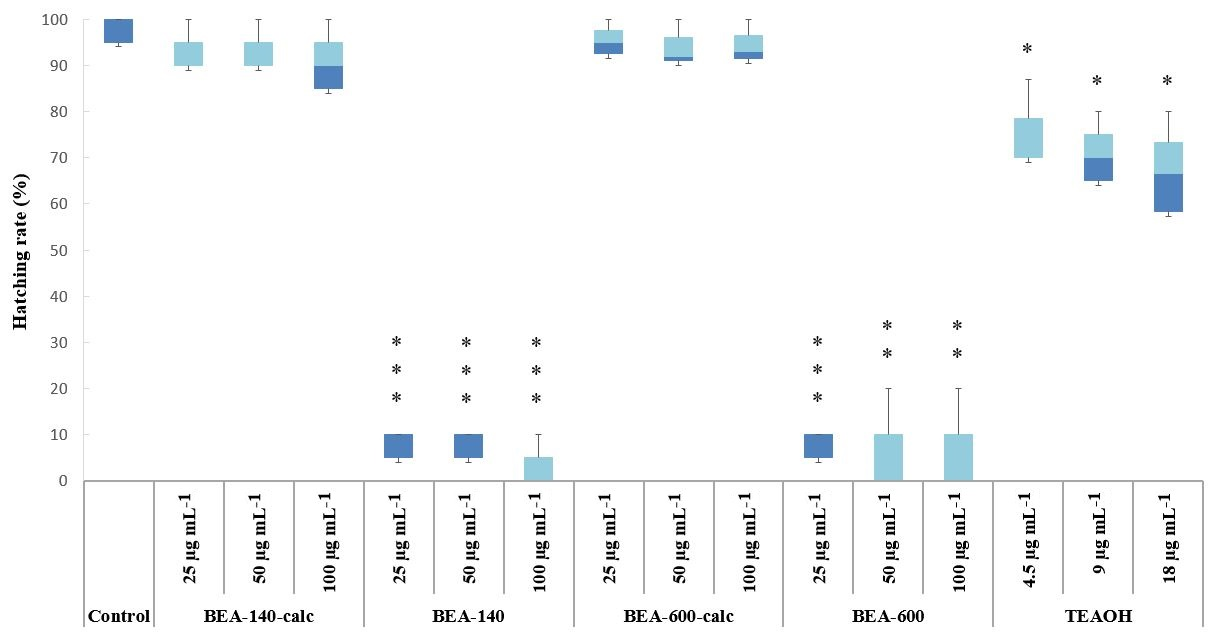 Hatching rate (%)
100
90
80
70
60
50
40
30
20
10
0
* * *
* * *
* * *
* * *
* *
* *
*
*
*
25 µg mL-1
50 µg mL-1
100 µg mL-1
25 µg mL-1
50 µg mL-1
100 µg mL-1
25 µg mL-1
50 µg mL-1
100 µg mL-1
25 µg mL-1
50 µg mL-1
100 µg mL-1
4.5 µg mL-1
9 µg mL-1
18 µg mL-1
Control
BEA-140-calc
BEA-140
BEA-600-calc
BEA-600
TEAOH